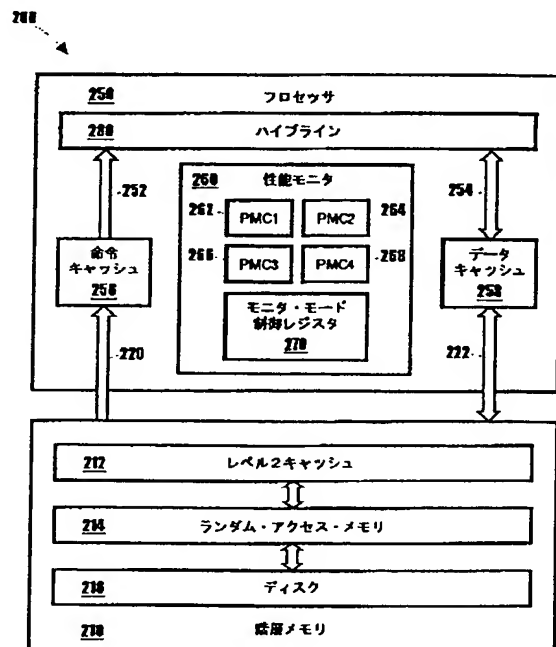 200
250 プロセッサ
280 パイプライン
252
260 性能モニタ
254
262 PMC1 PMC2 264
266 PMC3 PMC4 268
命令
キャッシュ
256
データ
キャッシュ
258
モニタ・モード
制御レジスタ
270
220
222
212 レベル2キャッシュ
214 ランダム・アクセス・メモリ
216 ディスク
210 階層メモリ